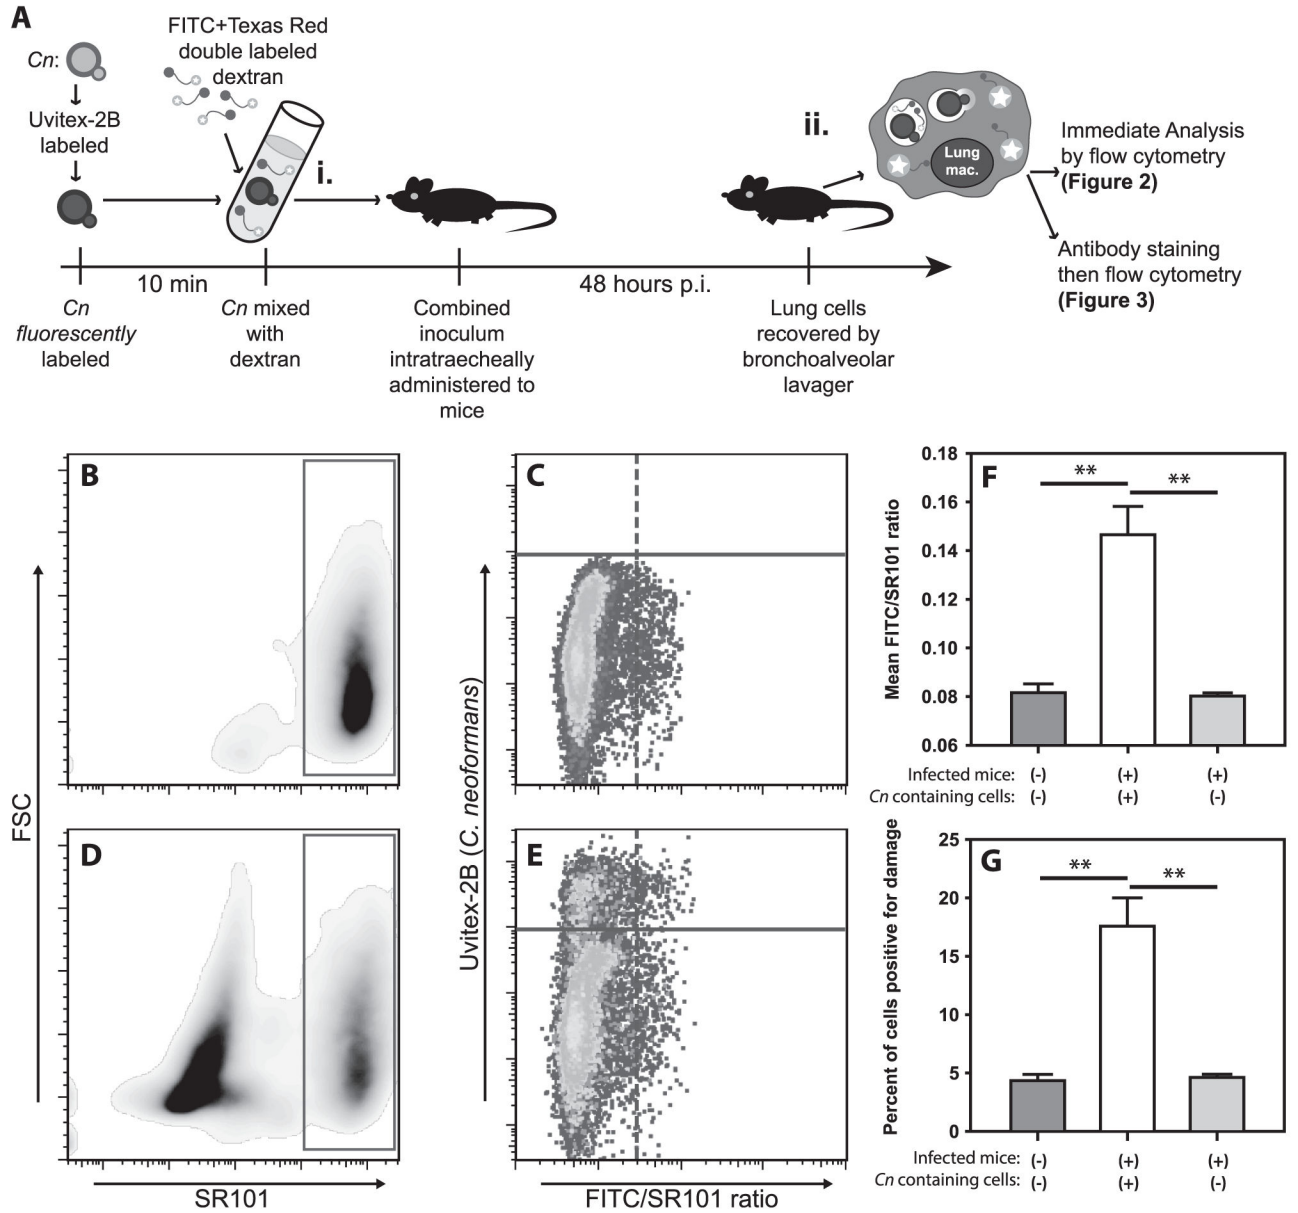 A
Cn:
Uvitex-2B
labeled
FITC+Texas Red
double labeled
dextran
i.
ii.
Lung
mac.
Immediate Analysis
by flow cytometry
(Figure 2)
Antibody staining
then flow cytometry
(Figure 3)
10 min
48 hours p.i.
Cn
fluorescently
labeled
Cn mixed
with
dextran
Combined
inoculum
intratraecheally
administered to
mice
Lung cells
recovered by
bronchoalveolar
lavager
B
C
D
E
FSC
SR101
Uvitex-2B (C. neoformans)
FITC/SR101 ratio
F
Mean FITC/SR101 ratio
0.18
0.16
0.14
0.12
0.10
0.08
0.06
**
**
Infected mice: (-) (+) (+)
Cn containing cells: (-) (+) (-)
G
Percent of cells positive for damage
25
20
15
10
5
0
**
**
Infected mice: (-) (+) (+)
Cn containing cells: (-) (+) (-)